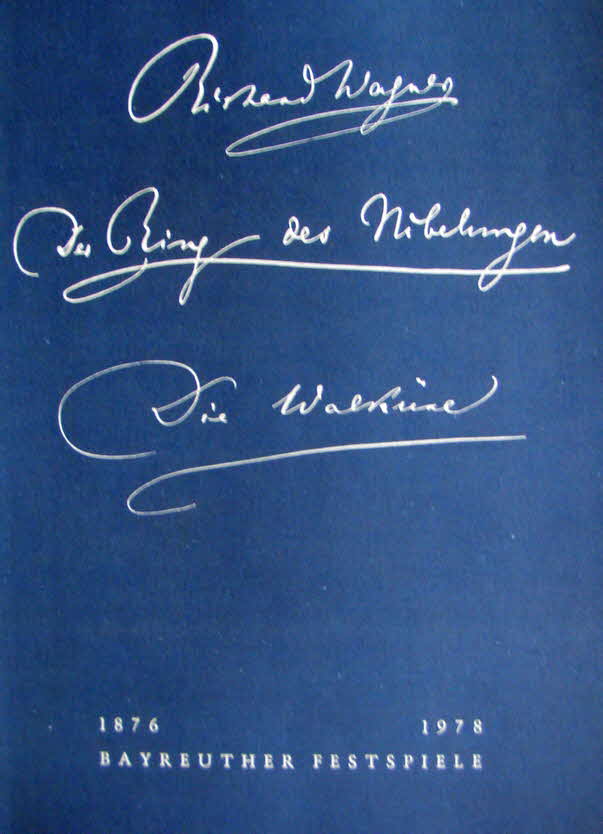 Richard Wagner
Der Ring des Nibelungen
Die Walküre
1876 1978
BAYREUTHER FESTSPIELE